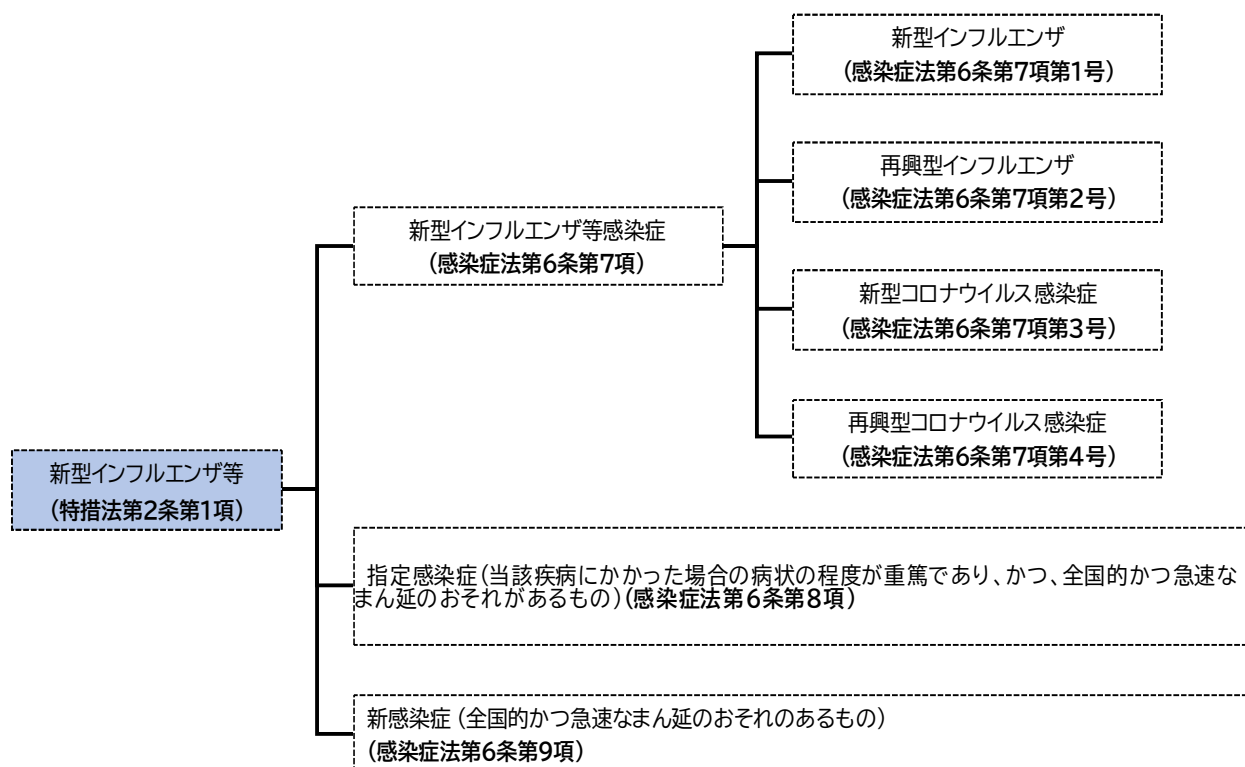 新型インフルエンザ
(感染症法第6条第7項第1号)
再興型インフルエンザ
(感染症法第6条第7項第2号)
新型インフルエンザ等感染症
(感染症法第6条第7項)
新型コロナウイルス感染症
(感染症法第6条第7項第3号)
再興型コロナウイルス感染症
(感染症法第6条第7項第4号)
新型インフルエンザ等
(特措法第2条第1項)
指定感染症(当該疾病にかかった場合の病状の程度が重篤であり、かつ、全国的かつ急速な
まん延のおそれがあるもの)(感染症法第6条第8項)
新感染症(全国的かつ急速なまん延のおそれのあるもの)
(感染症法第6条第9項)